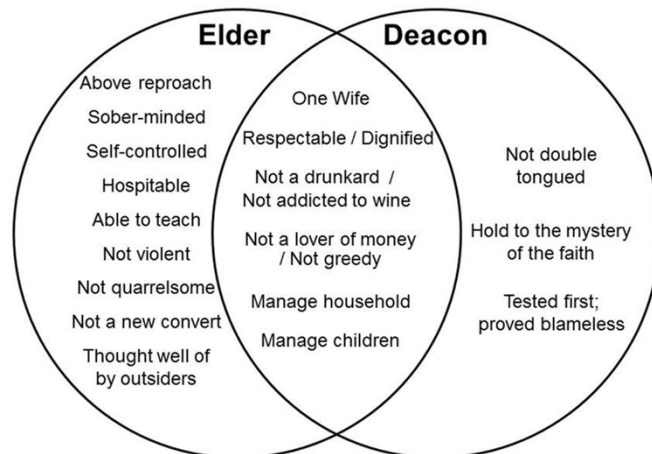 Elder
Deacon
Above reproach
Sober-minded
Self-controlled
Hospitable
Able to teach
Not violent
Not quarrelsome
Not a new convert
Thought well of
by outsiders
One Wife
Respectable / Dignified
Not a drunkard /
Not addicted to wine
Not a lover of money
/ Not greedy
Manage household
Manage children
Not double
tongued
Hold to the mystery
of the faith
Tested first;
proved blameless